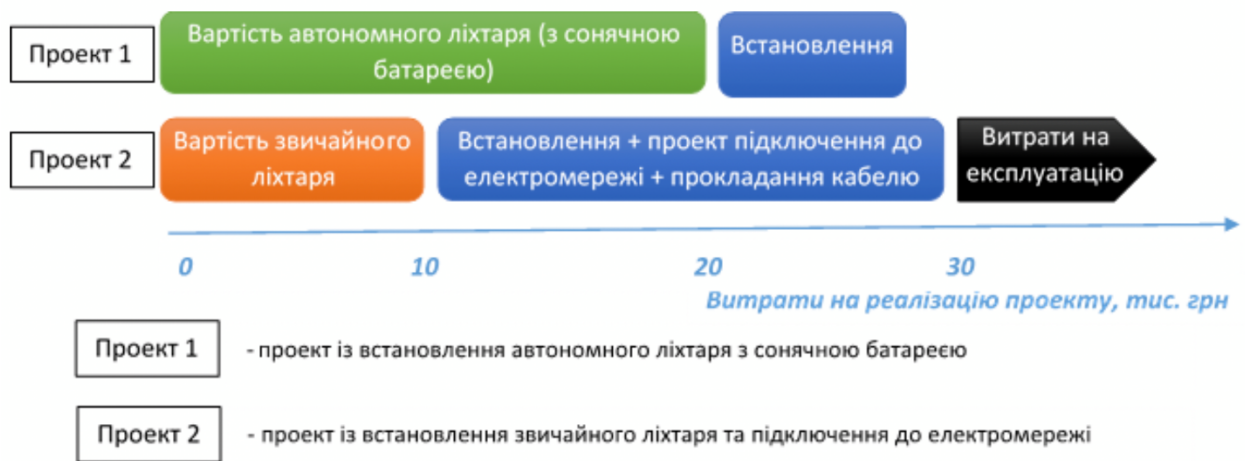 Проект 1
Вартість автономного ліхтаря (з сонячною
батареєю)
Встановлення
Проект 2
Вартість звичайного
ліхтаря
Встановлення + проект підключення до
електромережі + прокладання кабелю
Витрати на
експлуатацію
0 10 20 30
Витрати на реалізацію проекту, тис. грн
Проект 1 - проект із встановлення автономного ліхтаря з сонячною батареєю
Проект 2 - проект із встановлення звичайного ліхтаря та підключення до електромережі